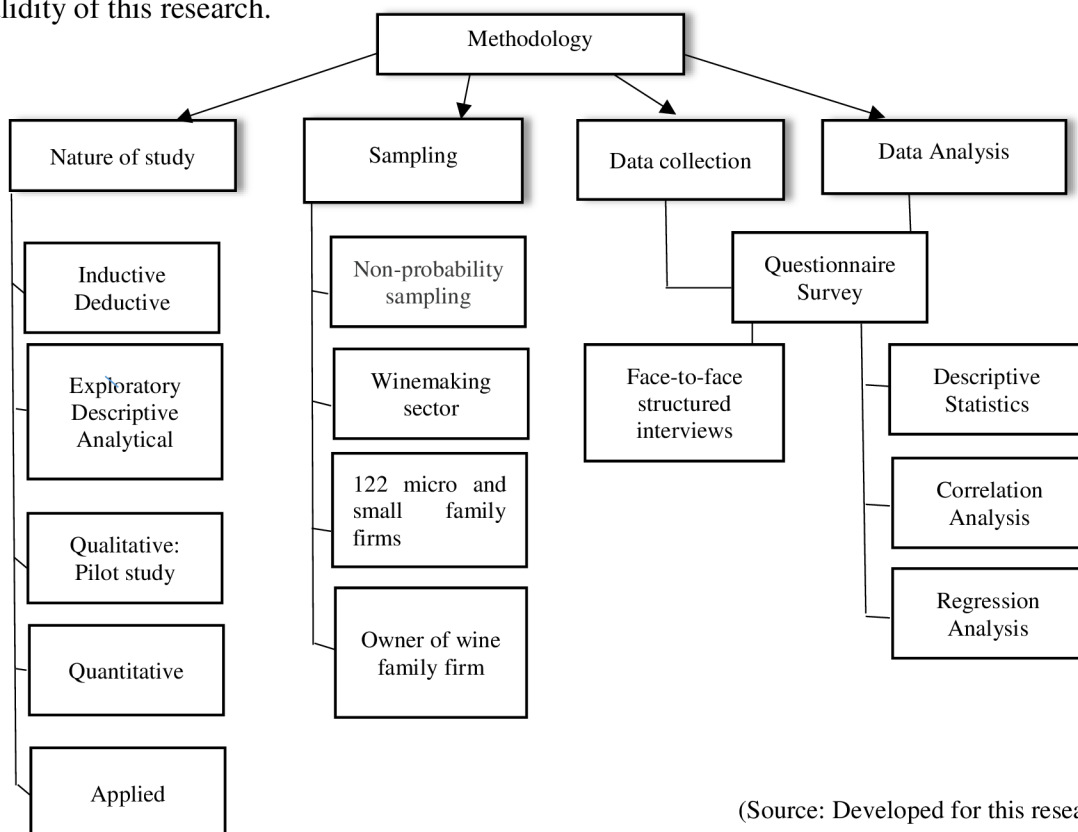 lidity of this research.
Methodology
Nature of study
Sampling
Data collection
Data Analysis
Inductive
Deductive
Exploratory
Descriptive
Analytical
Qualitative:
Pilot study
Quantitative
Applied
Non-probability
sampling
Winemaking
sector
122 micro and
small family
firms
Owner of wine
family firm
Questionnaire
Survey
Face-to-face
structured
interviews
Descriptive
Statistics
Correlation
Analysis
Regression
Analysis
(Source: Developed for this resea